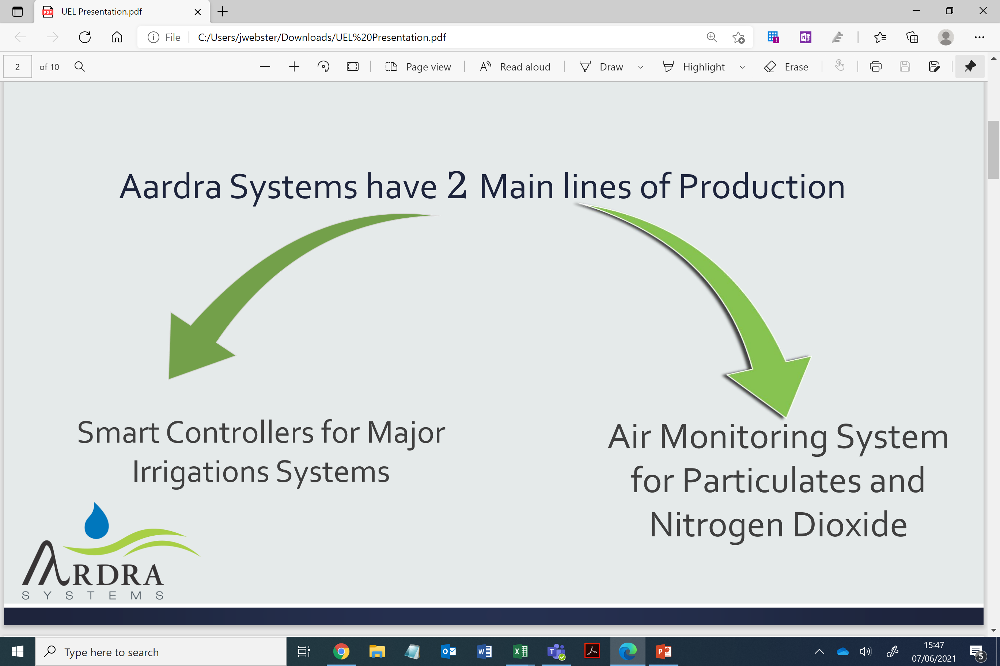 UEL Presentation.pdf
File C:/Users/jwebster/Downloads/UEL%20Presentation.pdf
2 of 10 Page view Read aloud Draw Highlight Erase
Aardra Systems have 2 Main lines of Production
Smart Controllers for Major
Irrigations Systems
Air Monitoring System
for Particulates and
Nitrogen Dioxide
ARDRA
SYSTEMS
Type here to search
15:47
07/06/2021
5